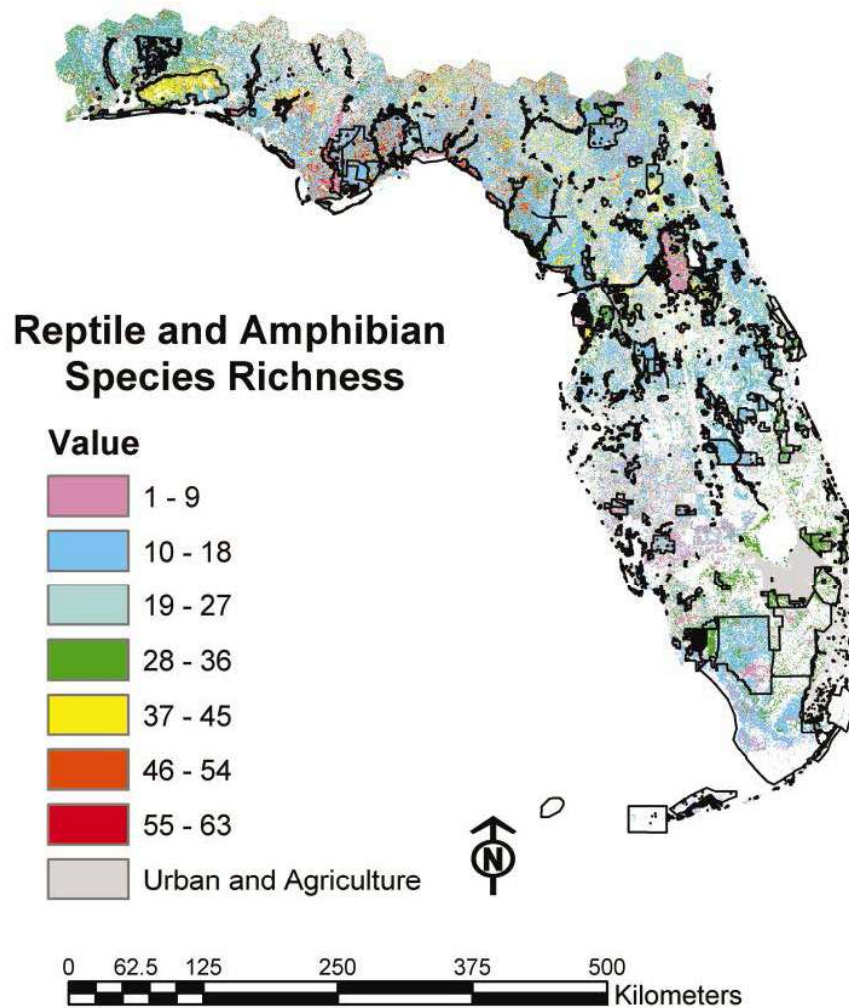 Reptile and Amphibian
Species Richness
Value
1 - 9
10 - 18
19 - 27
28 - 36
37 - 45
46 - 54
55 - 63
Urban and Agriculture
N
0 62.5 125 250 375 500
Kilometers